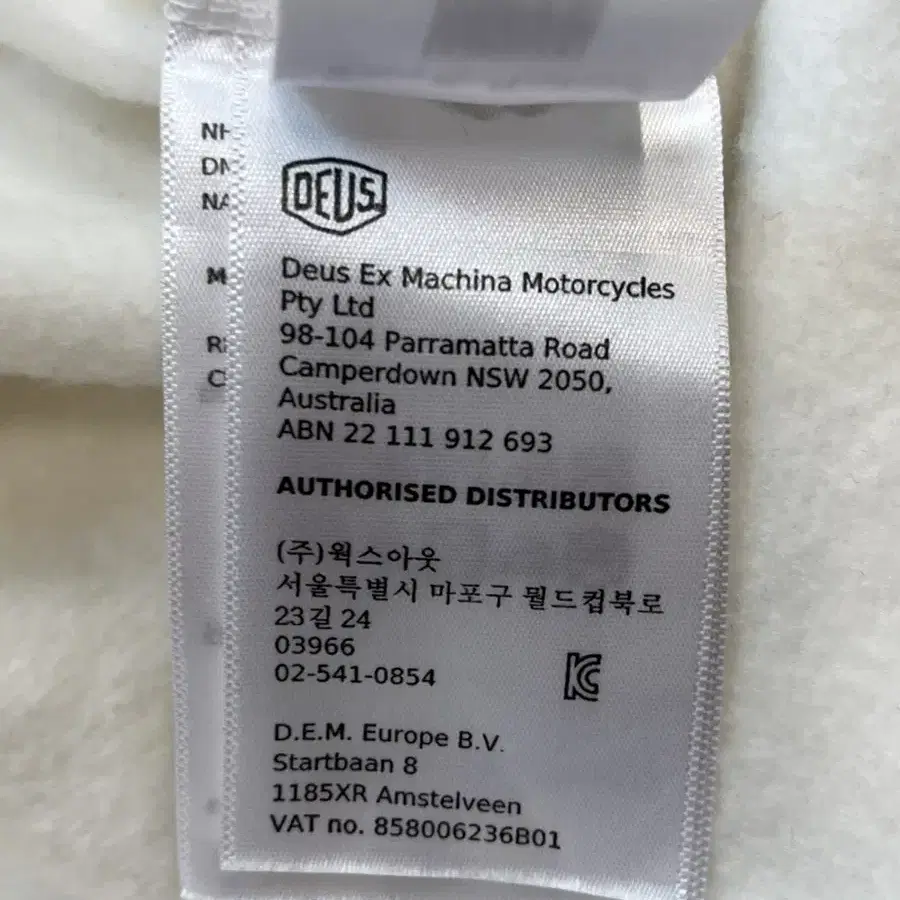 DEUS
Deus Ex Machina Motorcycles
Pty Ltd
98-104 Parramatta Road
Camperdown NSW 2050,
Australia
ABN 22 111 912 693
AUTHORISED DISTRIBUTORS
(주)웍스아웃
서울특별시 마포구 월드컵북로
23길 24
03966
02-541-0854
KC
D.E.M. Europe B.V.
Startbaan 8
1185XR Amstelveen
VAT no. 858006236B01